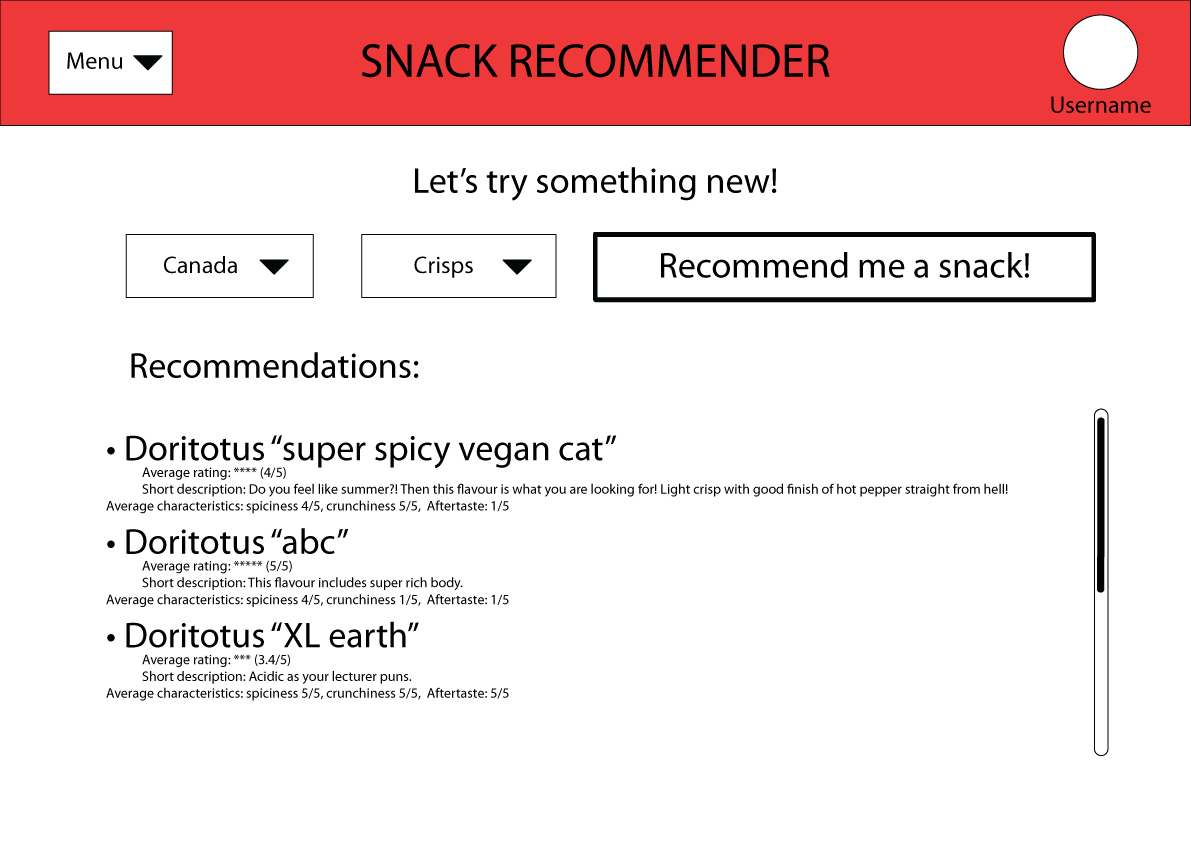 Menu
SNACK RECOMMENDER
Username
Let’s try something new!
Canada
Crisps
Recommend me a snack!
Recommendations:
• Doritotus “super spicy vegan cat”
Average rating: **** (4/5)
Short description: Do you feel like summer?! Then this flavour is what you are looking for! Light crisp with good finish of hot pepper straight from hell!
Average characteristics: spiciness 4/5, crunchiness 5/5, Aftertaste: 1/5
• Doritotus “abc”
Average rating: ***** (5/5)
Short description: This flavour includes super rich body.
Average characteristics: spiciness 4/5, crunchiness 1/5, Aftertaste: 1/5
• Doritotus “XL earth”
Average rating: *** (3.4/5)
Short description: Acidic as your lecturer puns.
Average characteristics: spiciness 5/5, crunchiness 5/5, Aftertaste: 5/5